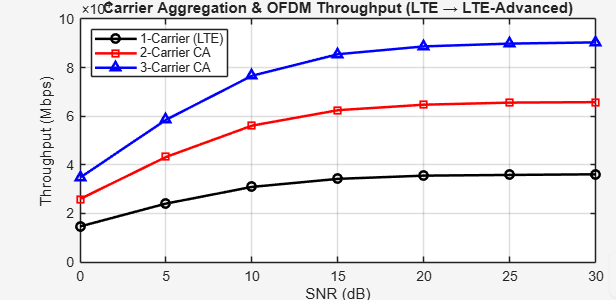 Carrier Aggregation & OFDM Throughput (LTE → LTE-Advanced)
1-Carrier (LTE)
2-Carrier CA
3-Carrier CA
Throughput (Mbps)
10
8
6
4
2
0
0 5 10 15 20 25 30
SNR (dB)